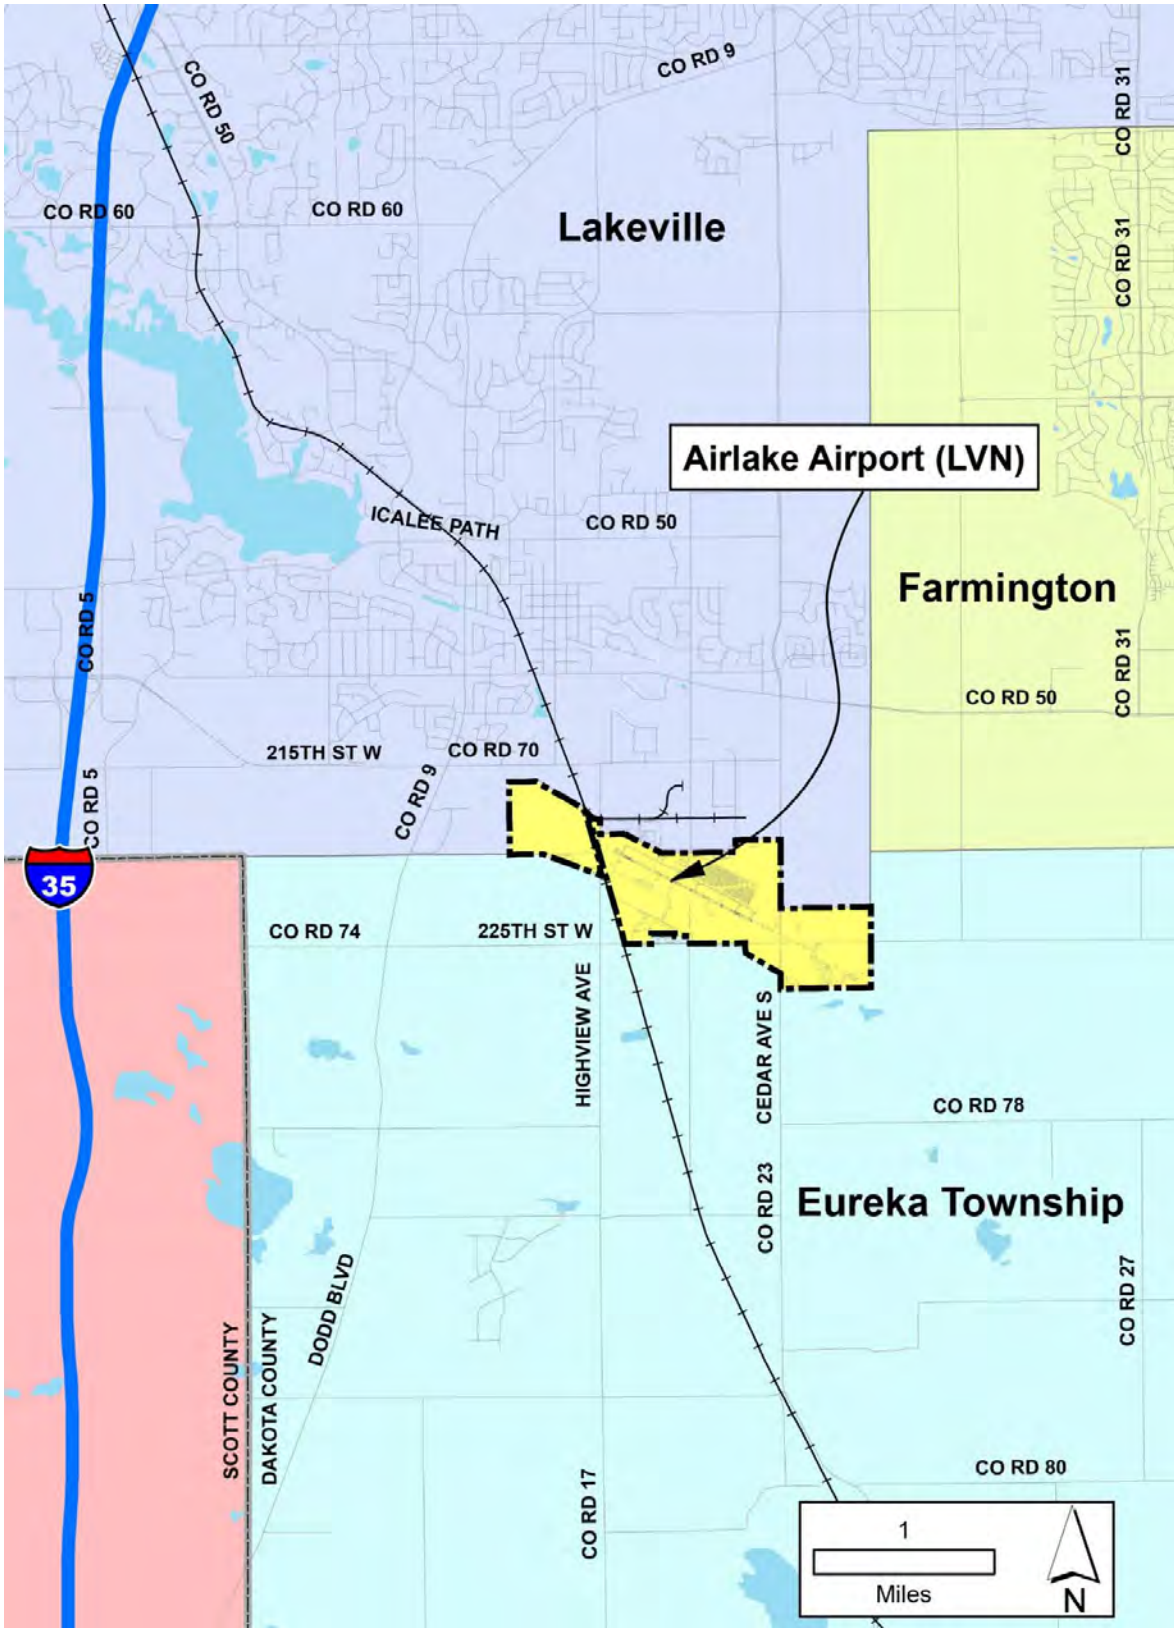 CO RD 9
CO RD 50
CO RD 31
CO RD 60
CO RD 60
Lakeville
CO RD 31
Airlake Airport (LVN)
ICALEE PATH
CO RD 50
Farmington
CO RD 5
CO RD 31
CO RD 50
215TH ST W
CO RD 70
CO RD 5
CO RD 9
35
CO RD 74
225TH ST W
HIGHVIEW AVE
CEDAR AVE S
CO RD 78
CO RD 23
Eureka Township
CO RD 27
DODD BLVD
SCOTT COUNTY
DAKOTA COUNTY
CO RD 17
CO RD 80
1
Miles
N